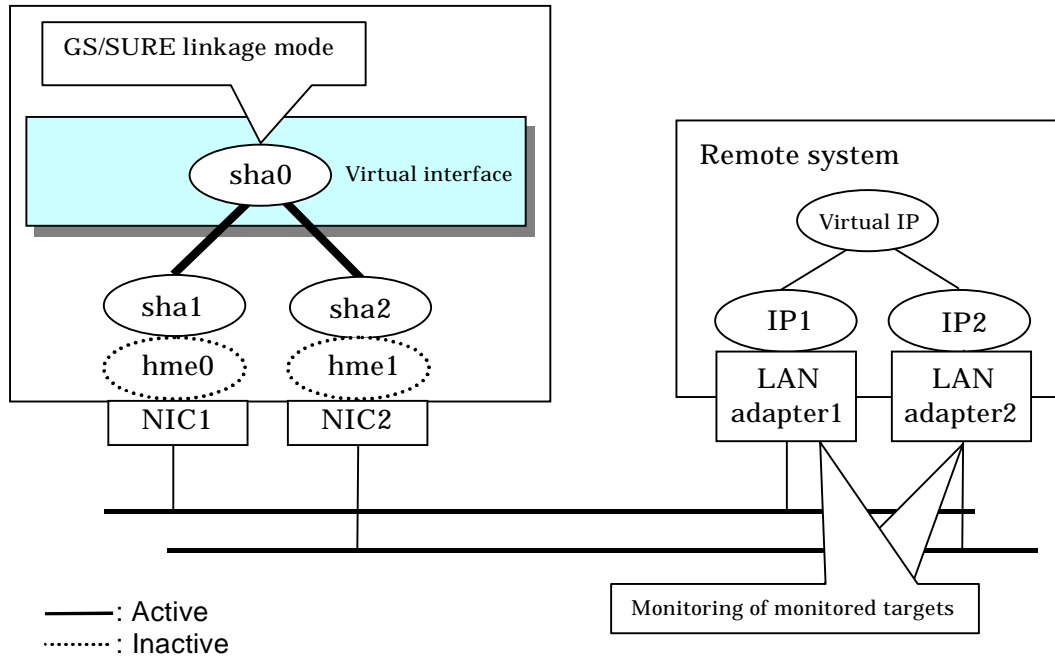 GS/SURE linkage mode
sha0
Virtual interface
sha1
sha2
hme0
hme1
NIC1
NIC2
Remote system
Virtual IP
IP1
IP2
LAN
adapter1
LAN
adapter2
Monitoring of monitored targets
: Active
: Inactive